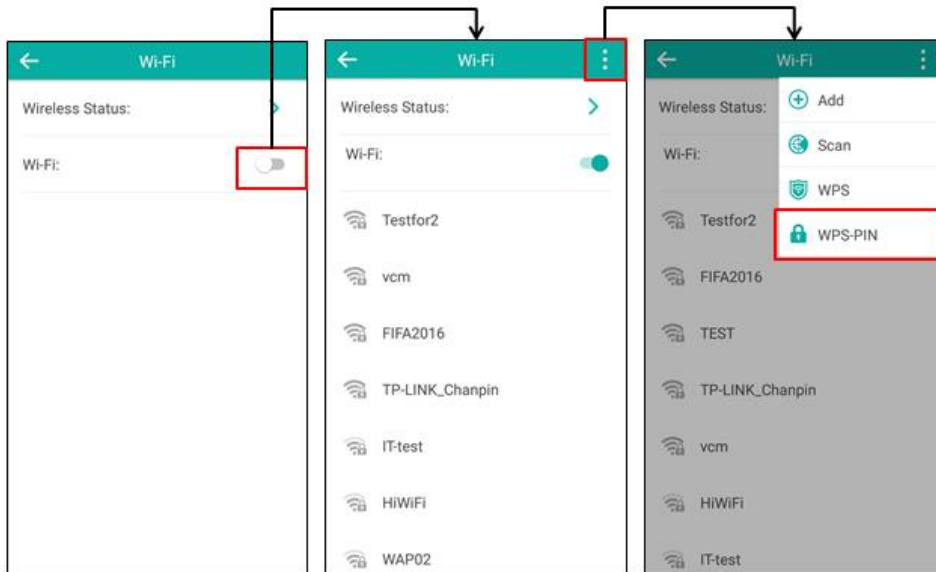 Wi-Fi
Wireless Status:
Wi-Fi:
Wi-Fi
Wireless Status:
Wi-Fi:
Testfor2
vcm
FIFA2016
TP-LINK_Chanpin
IT-test
HiWiFi
WAP02
Wi-Fi
Wireless Status:
Wi-Fi:
Add
Scan
WPS
WPS-PIN
Testfor2
FIFA2016
TEST
TP-LINK_Chanpin
vcm
HiWiFi
IT-test